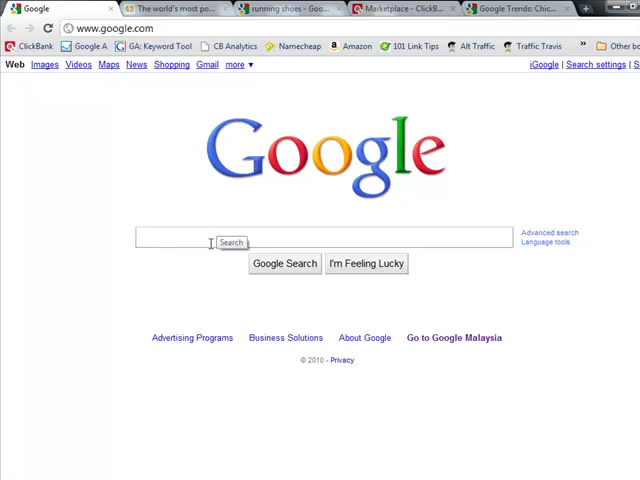 Google
The world's most po...
running shoes - Goo...
Marketplace - ClickB...
Google Trends: Chic...
www.google.com
ClickBank
Google A
GA: Keyword Tool
CB Analytics
Namecheap
Amazon
101 Link Tips
Alt Traffic
Traffic Travis
»
Other bo
Web Images Videos Maps News Shopping Gmail more ▼
iGoogle | Search settings | S
Google
Search
Advanced search
Language tools
Google Search
I'm Feeling Lucky
Advertising Programs
Business Solutions
About Google
Go to Google Malaysia
© 2010 - Privacy